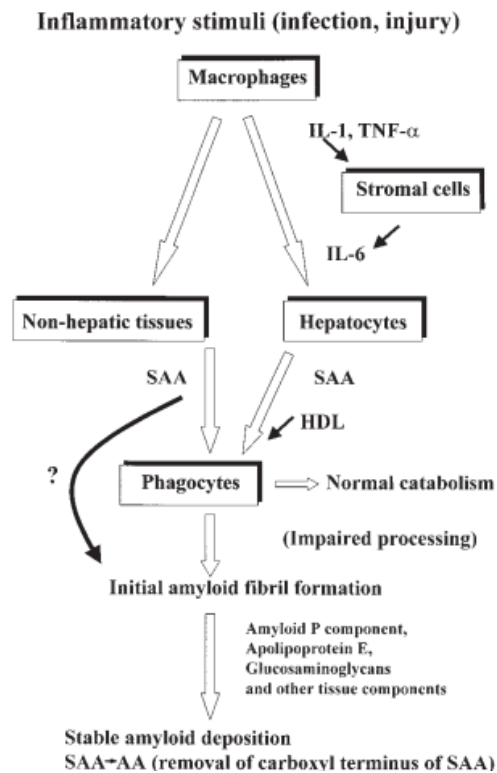 Inflammatory stimuli (infection, injury)
Macrophages
IL-1, TNF-α
Stromal cells
IL-6
Non-hepatic tissues
Hepatocytes
SAA
SAA
HDL
?
Phagocytes
Normal catabolism
(Impaired processing)
Initial amyloid fibril formation
Amyloid P component,
Apolipoprotein E,
Glucosaminoglycans
and other tissue components
Stable amyloid deposition
SAA→AA (removal of carboxyl terminus of SAA)